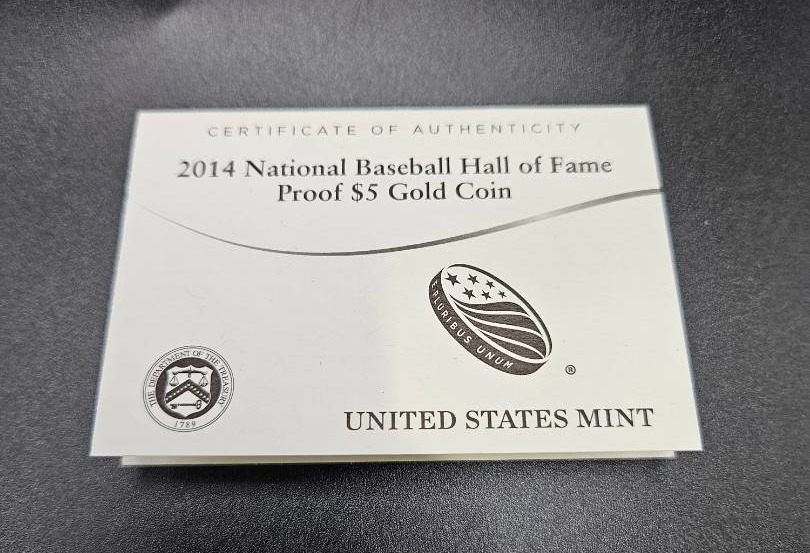 CERTIFICATE OF AUTHENTICITY
2014 National Baseball Hall of Fame
Proof $5 Gold Coin
E PLURIBUS UNUM
®
THE DEPARTMENT OF THE TREASURY
1789
UNITED STATES MINT